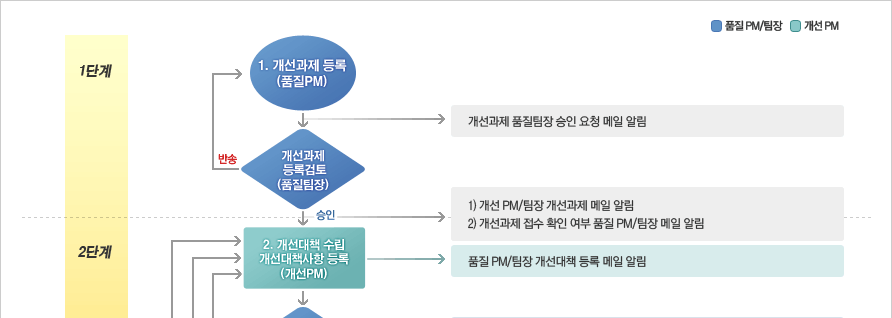 품질 PM/팀장
개선 PM
1단계
1. 개선과제 등록
(품질PM)
개선과제 품질팀장 승인 요청 메일 알림
반송
개선과제
등록검토
(품질팀장)
1) 개선 PM/팀장 개선과제 메일 알림
승인
2) 개선과제 접수 확인 여부 품질 PM/팀장 메일 알림
2단계
2. 개선대책 수립
개선대책사항 등록
(개선PM)
품질 PM/팀장 개선대책 등록 메일 알림